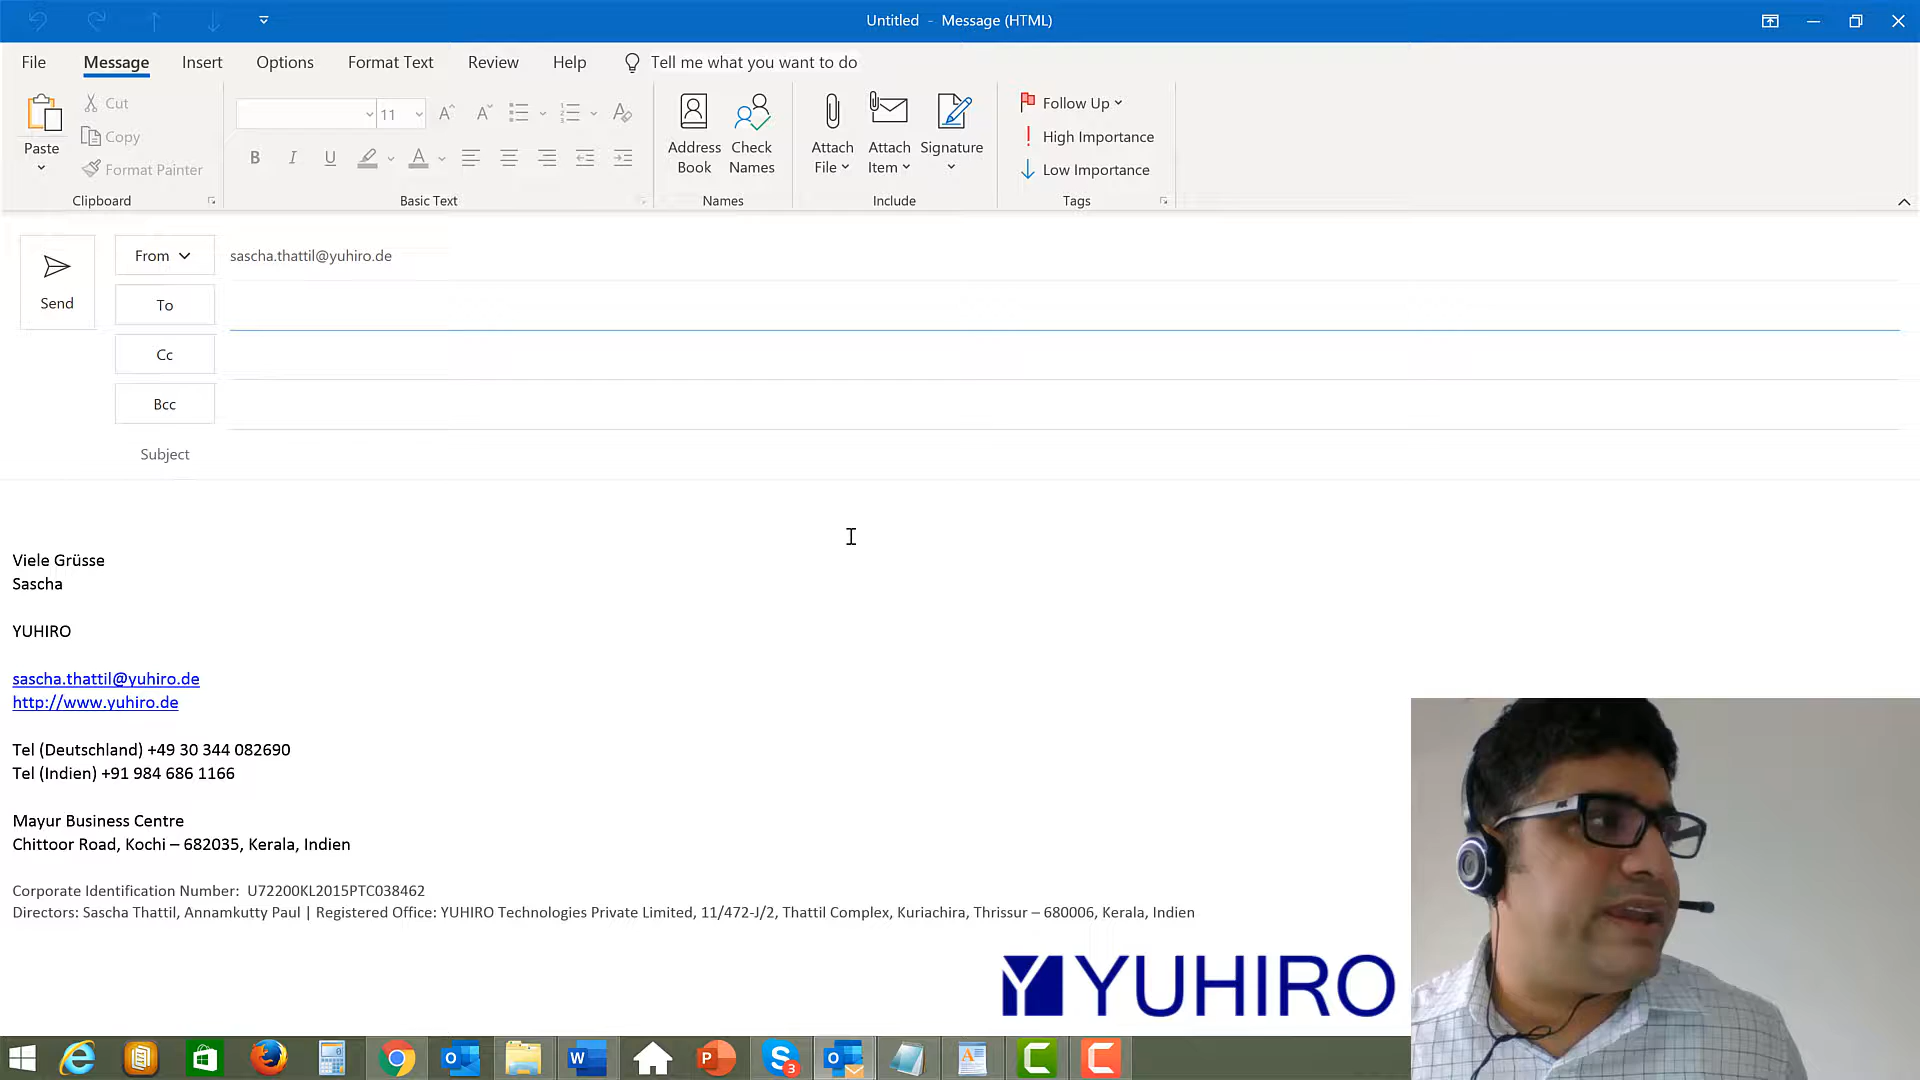 Untitled - Message (HTML)
File Message Insert Options Format Text Review Help Tell me what you want to do
Paste
Cut
Copy
Format Painter
Clipboard
11
B I U
Basic Text
Address Book
Check Names
Names
Attach File
Attach Item
Signature
Include
Follow Up
High Importance
Low Importance
Tags
Send
From sascha.thattil@yuhiro.de
To
Cc
Bcc
Subject
Viele Grüsse
Sascha
YUHIRO
sascha.thattil@yuhiro.de
http://www.yuhiro.de
Tel (Deutschland) +49 30 344 082690
Tel (Indien) +91 984 686 1166
Mayur Business Centre
Chittoor Road, Kochi – 682035, Kerala, Indien
Corporate Identification Number: U72200KL2015PTC038462
Directors: Sascha Thattil, Annamkutty Paul | Registered Office: YUHIRO Technologies Private Limited, 11/472-J/2, Thattil Complex, Kuriachira, Thrissur – 680006, Kerala, Indien
YUHIRO